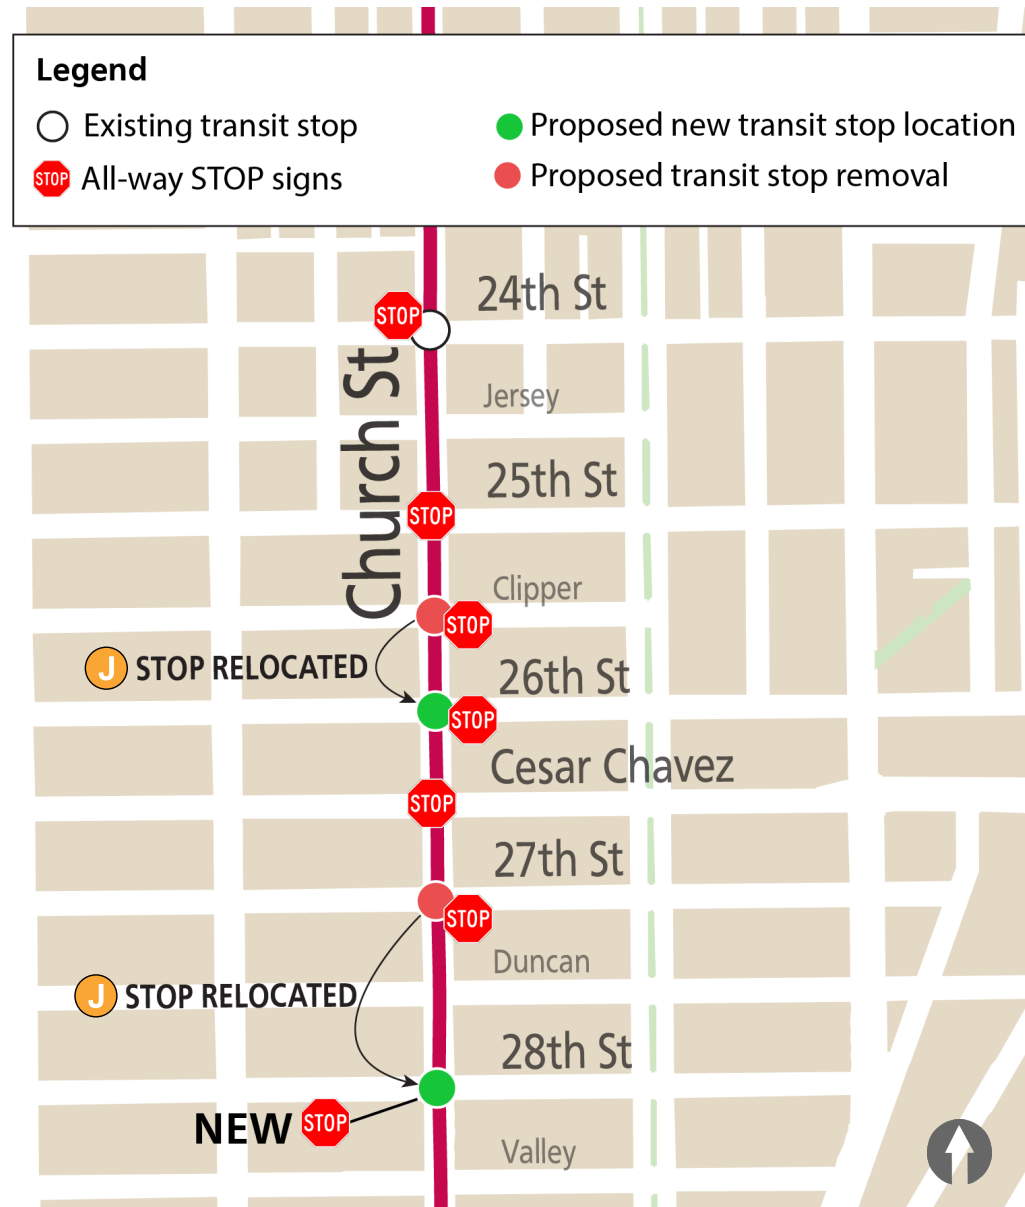 Legend
Existing transit stop
Proposed new transit stop location
STOP All-way STOP signs
Proposed transit stop removal
24th St
STOP
Church St
Jersey
25th St
STOP
Clipper
STOP
J STOP RELOCATED
26th St
STOP
Cesar Chavez
STOP
27th St
STOP
Duncan
J STOP RELOCATED
28th St
NEW STOP
Valley